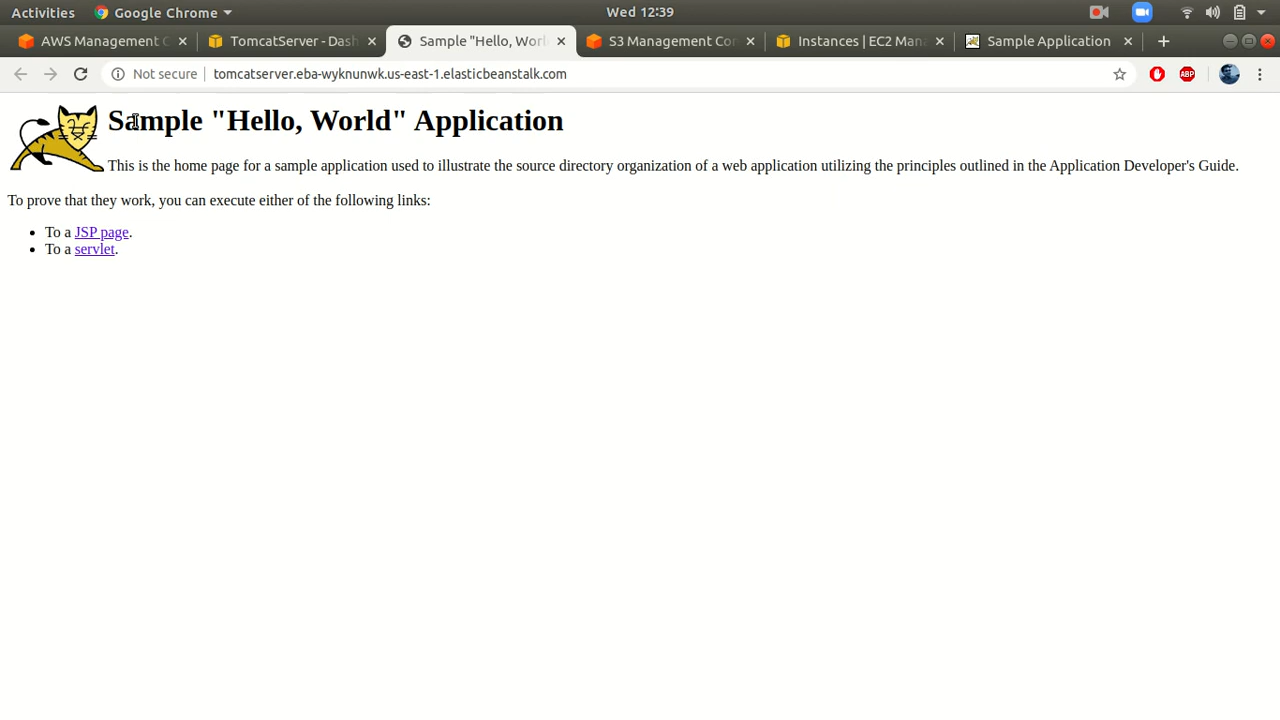 Activities Google Chrome Wed 12:39
AWS Management C TomcatServer - Dash Sample "Hello, Worl S3 Management Con Instances | EC2 Mana Sample Application
Not secure tomcatserver.eba-wyknunwk.us-east-1.elasticbeanstalk.com ABP
Sample "Hello, World" Application
This is the home page for a sample application used to illustrate the source directory organization of a web application utilizing the principles outlined in the Application Developer's Guide.
To prove that they work, you can execute either of the following links:
To a JSP page.
To a servlet.